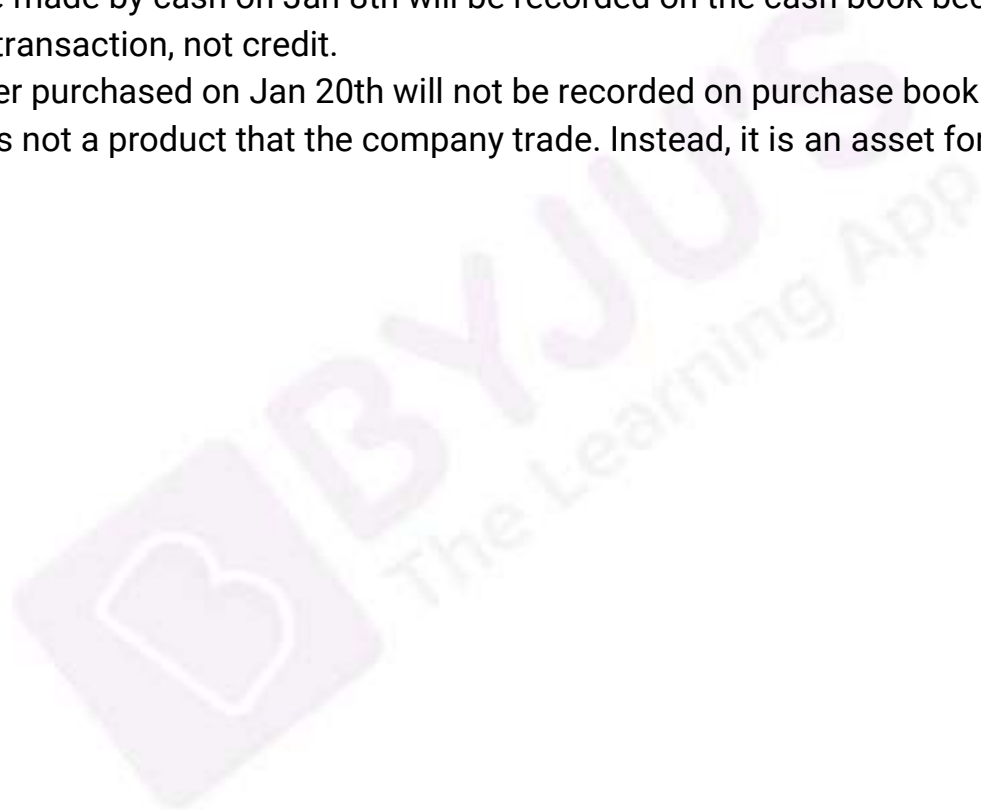 made by cash on Jan 8th will be recorded on the cash book
transaction, not credit.
er purchased on Jan 20th will not be recorded on purchase book
s not a product that the company trade. Instead, it is an asset for
BYJU'S
The Learning App